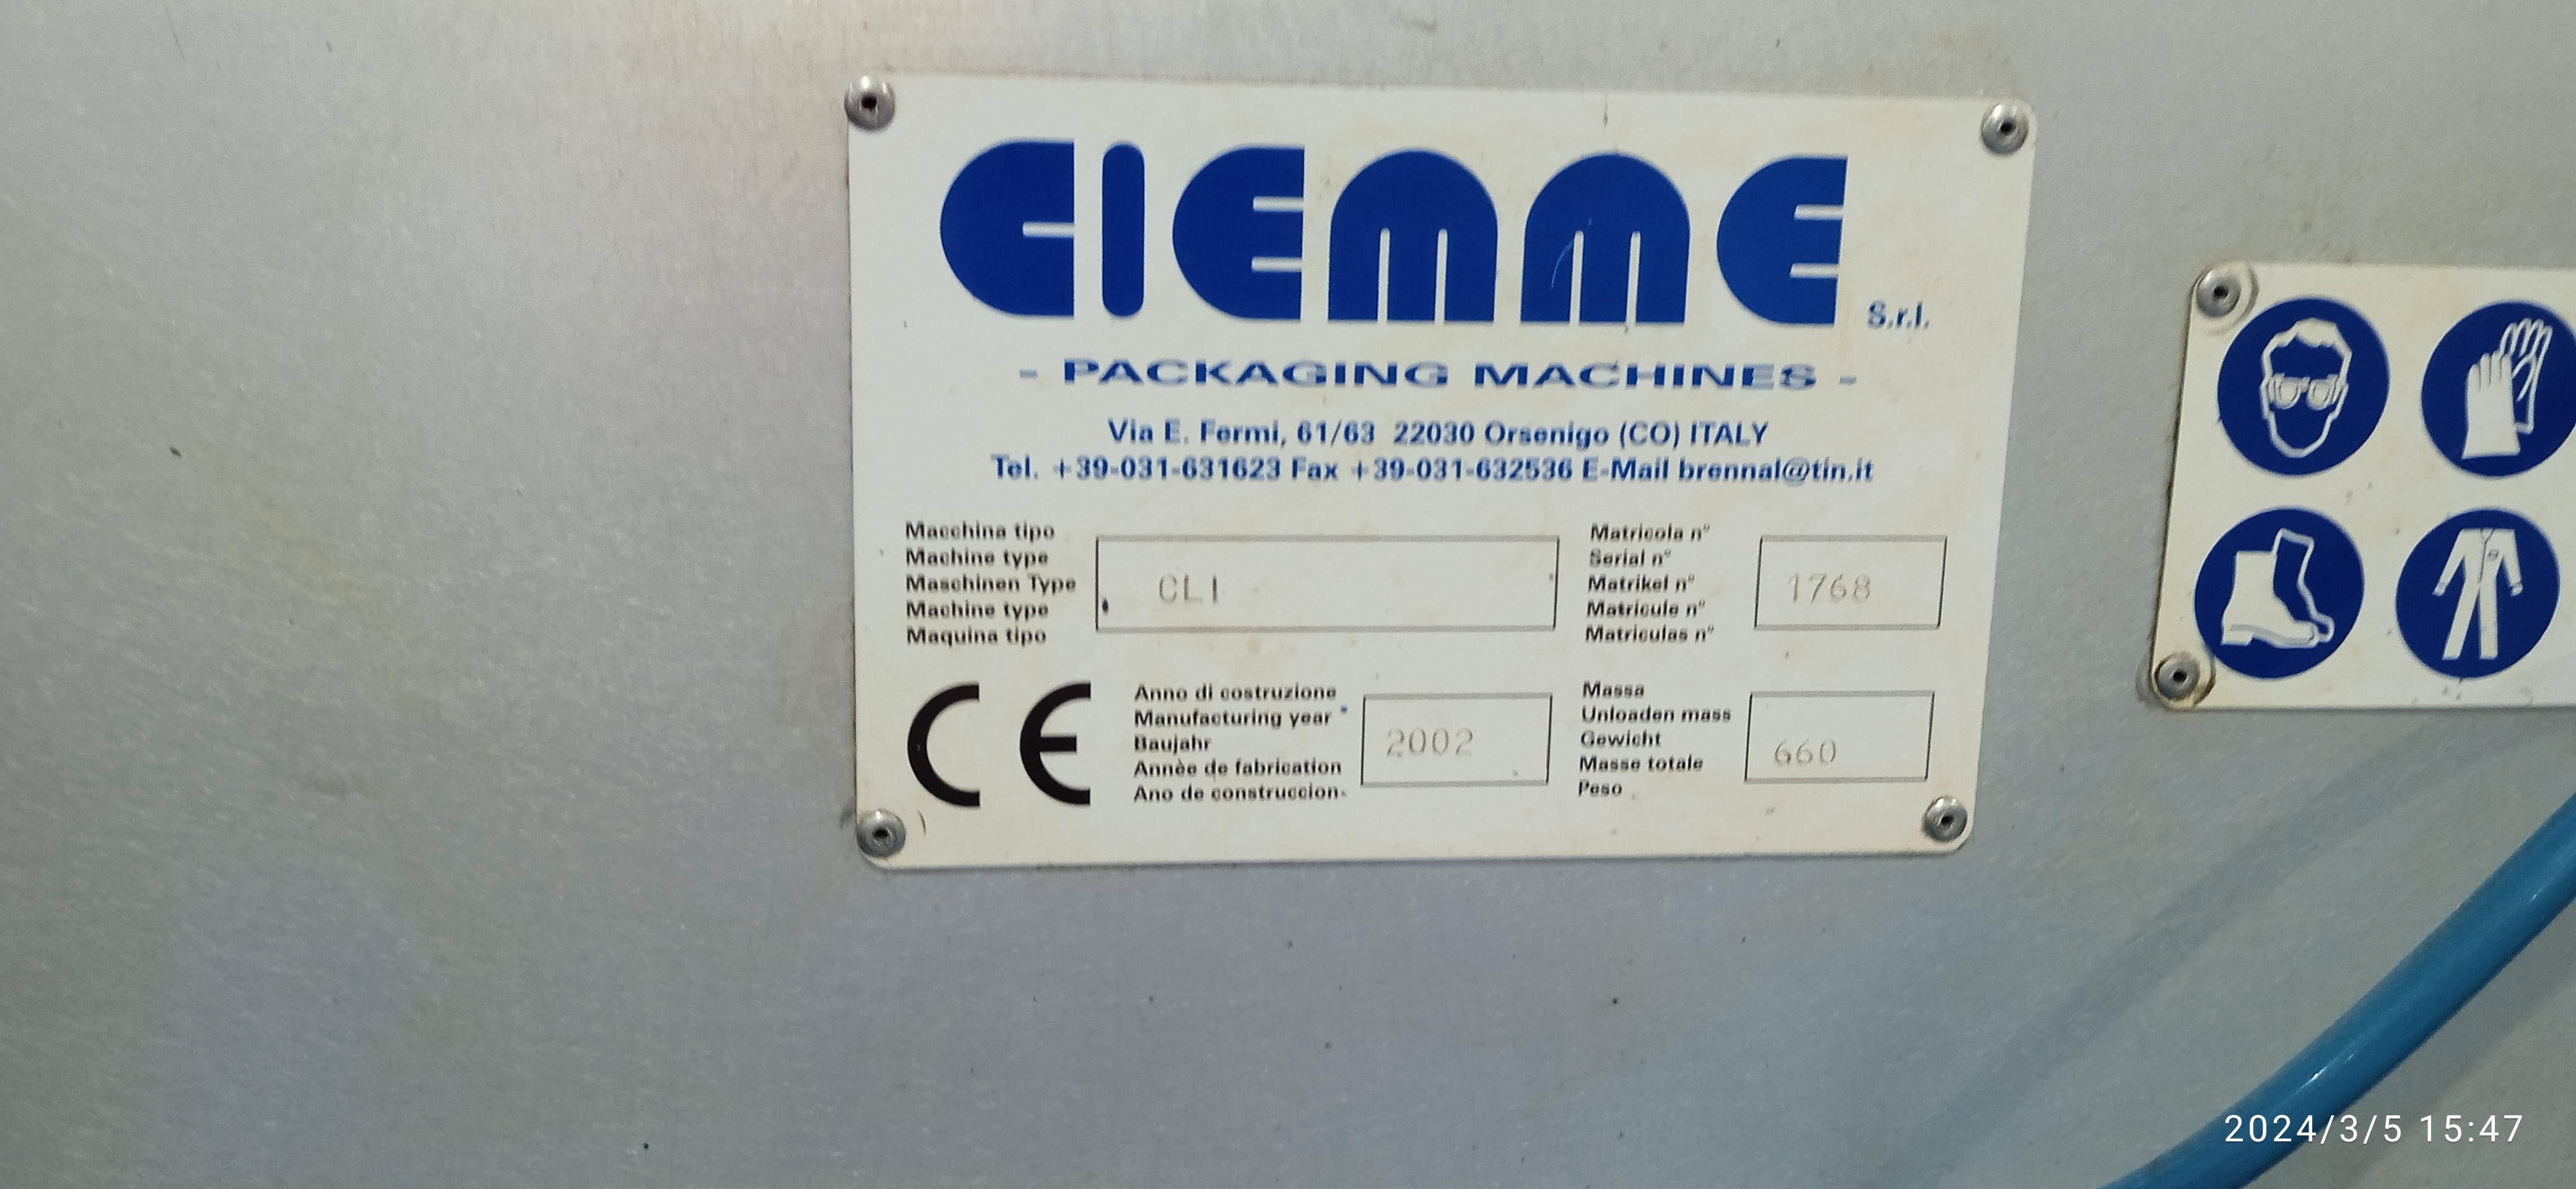 CIEMME S.r.l.
- PACKAGING MACHINES -
Via E. Fermi, 61/63 22030 Orsenigo (CO) ITALY
Tel. +39-031-631623 Fax +39-031-632536 E-Mail brennal@tin.it
Macchina tipo
Machine type
Maschinen Type
Machine type
Maquina tipo
CLI
Matricola n°
Serial n°
Matrikel n°
Matricule n°
Matriculas n°
1768
CE
Anno di costruzione
Manufacturing year
Baujahr
Annèe de fabrication
Ano de construccion
2002
Massa
Unloaden mass
Gewicht
Masse totale
Peso
660
2024/3/5 15:47